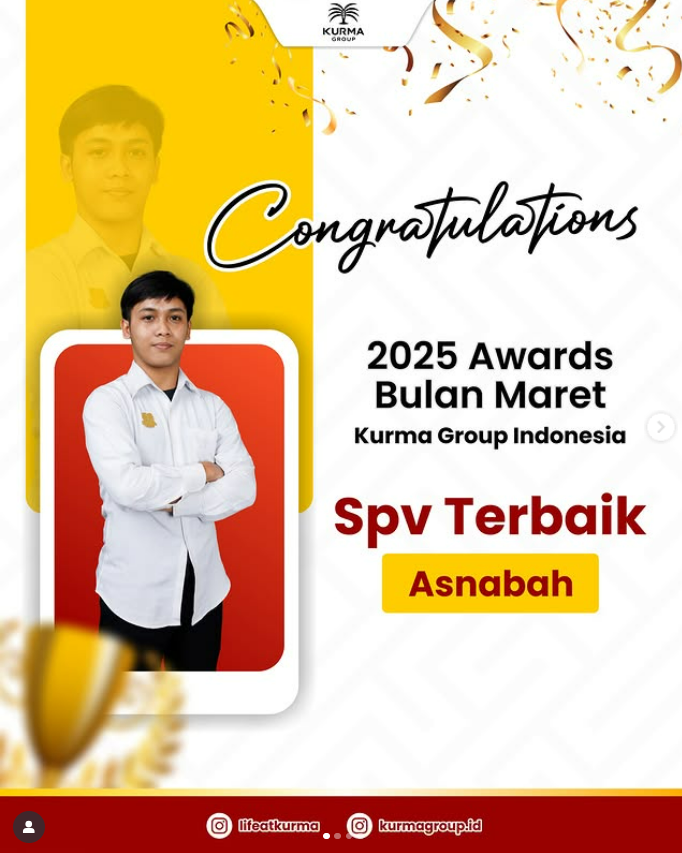 KURMA
GROUP
Congratulations
2025 Awards
Bulan Maret
Kurma Group Indonesia
Spv Terbaik
Asnabah
lifeatkurma
kurmagroup.id